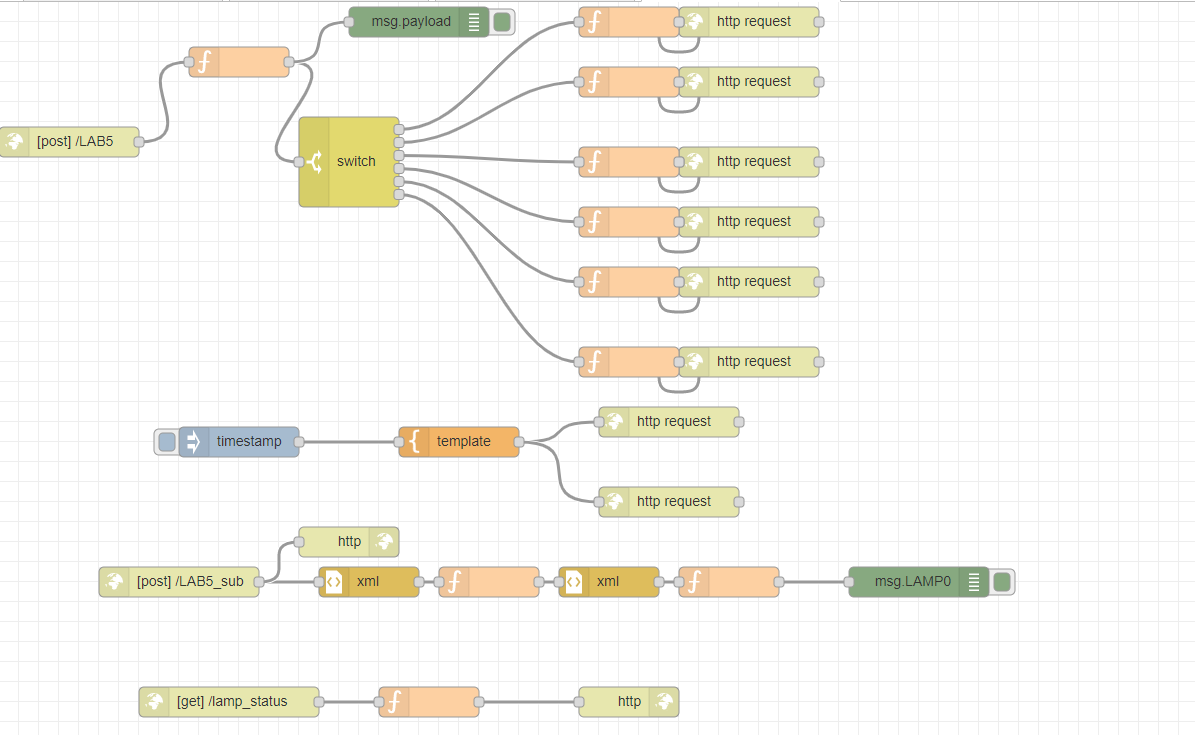 msg.payload
http request
http request
[post] /LAB5
switch
http request
http request
http request
http request
timestamp
template
http request
http request
http
[post] /LAB5_sub
xml
xml
msg.LAMP0
[get] /lamp_status
http